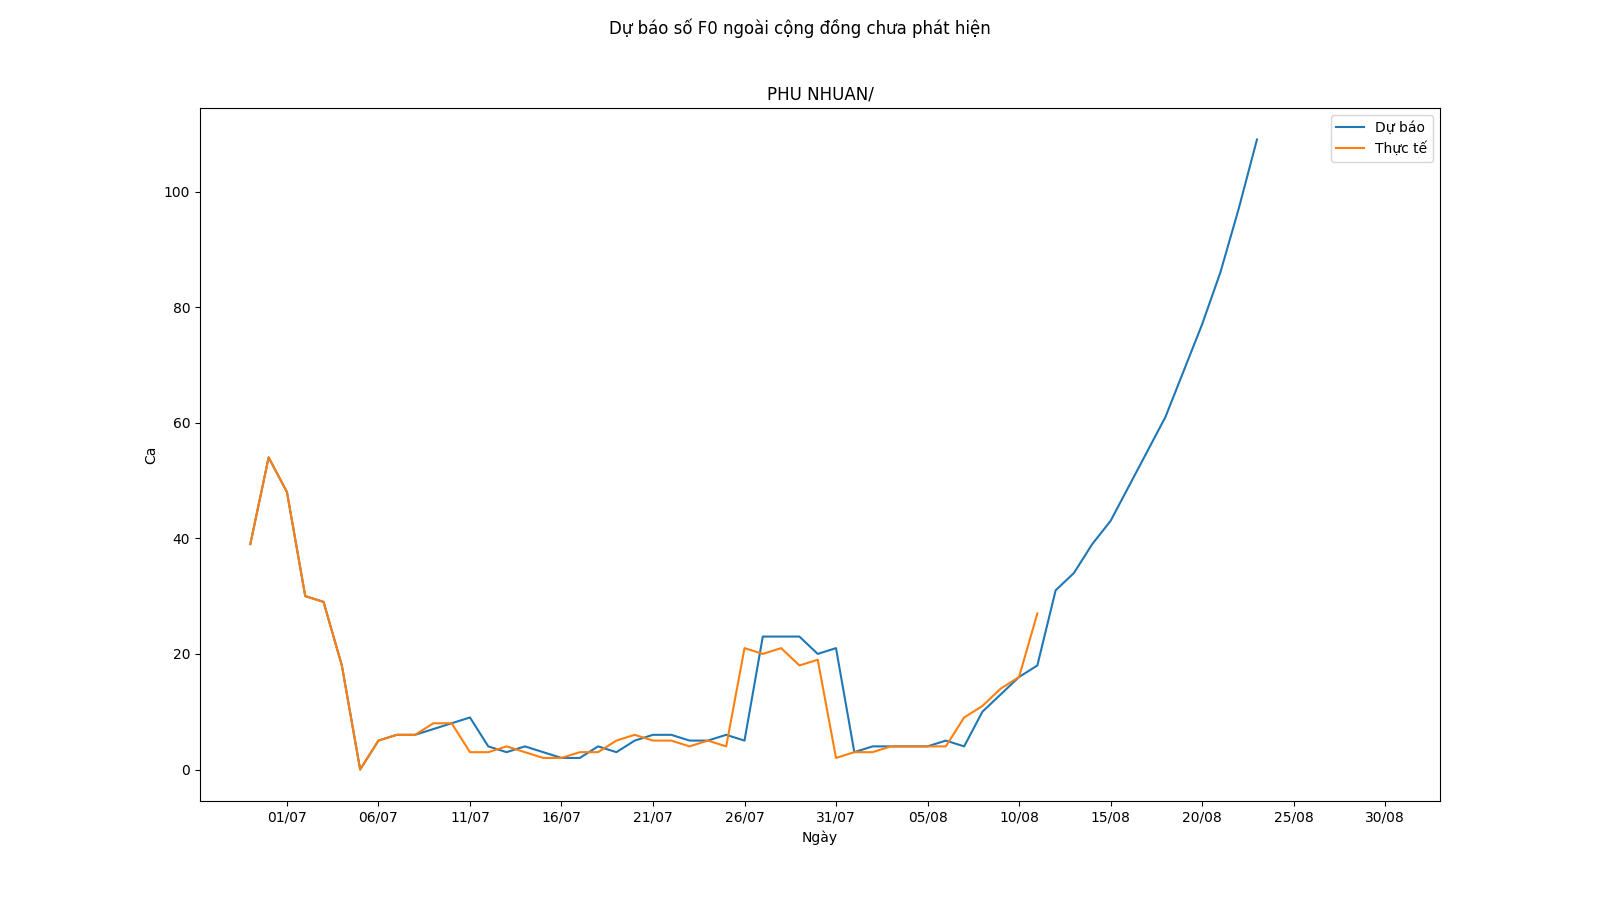 Dự báo số F0 ngoài cộng đồng chưa phát hiện
PHU NHUAN/
Dự báo
Thực tế
100
80
60
40
20
0
Ca
01/07 06/07 11/07 16/07 21/07 26/07 31/07 05/08 10/08 15/08 20/08 25/08 30/08
Ngày